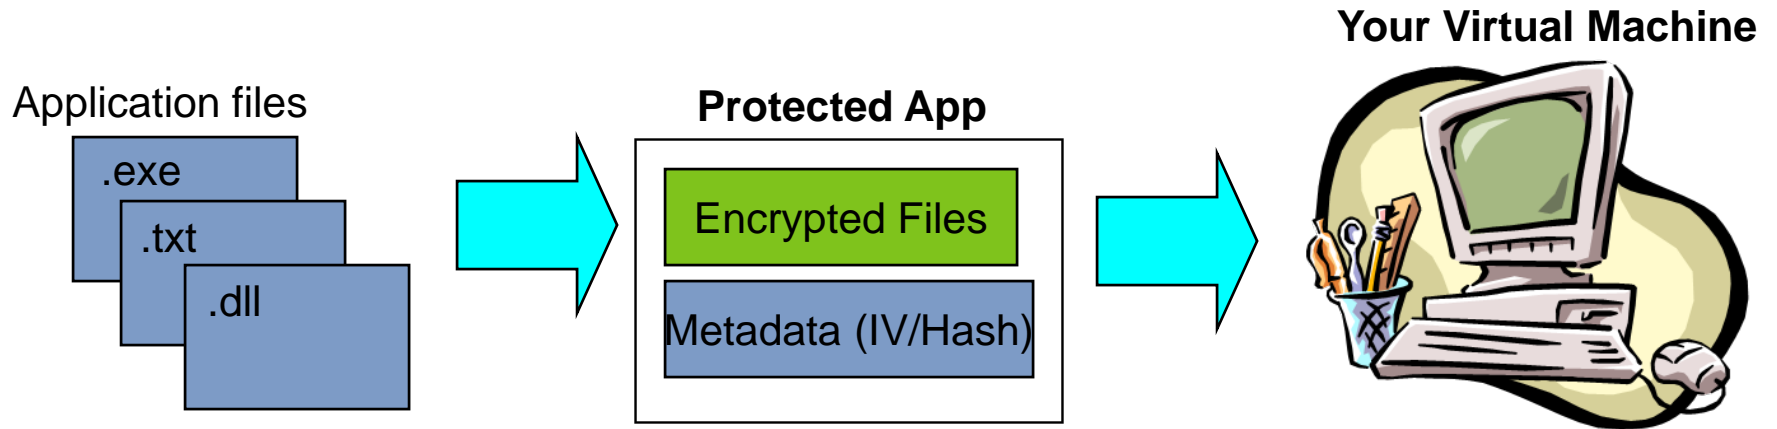 Your Virtual Machine
Application files
Protected App
.exe
.txt
.dll
Encrypted Files
Metadata (IV/Hash)